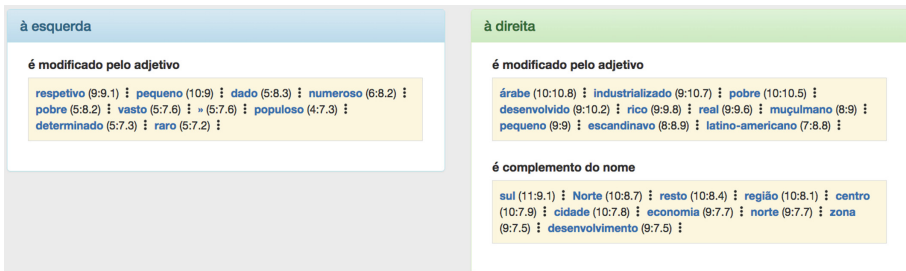 à esquerda
é modificado pelo adjetivo
respetivo (9:9.1) ⋮ pequeno (10:9) ⋮ dado (5:8.3) ⋮ numeroso (6:8.2) ⋮
pobre (5:8.2) ⋮ vasto (5:7.6) ⋮ » (5:7.6) ⋮ populoso (4:7.3) ⋮
determinado (5:7.3) ⋮ raro (5:7.2) ⋮
à direita
é modificado pelo adjetivo
árabe (10:10.8) ⋮ industrializado (9:10.7) ⋮ pobre (10:10.5) ⋮
desenvolvido (9:10.2) ⋮ rico (9:9.8) ⋮ real (9:9.6) ⋮ muçulmano (8:9) ⋮
pequeno (9:9) ⋮ escandinavo (8:8.9) ⋮ latino-americano (7:8.8) ⋮
é complemento do nome
sul (11:9.1) ⋮ Norte (10:8.7) ⋮ resto (10:8.4) ⋮ região (10:8.1) ⋮ centro
(10:7.9) ⋮ cidade (10:7.8) ⋮ economia (9:7.7) ⋮ norte (9:7.7) ⋮ zona
(9:7.5) ⋮ desenvolvimento (9:7.5) ⋮